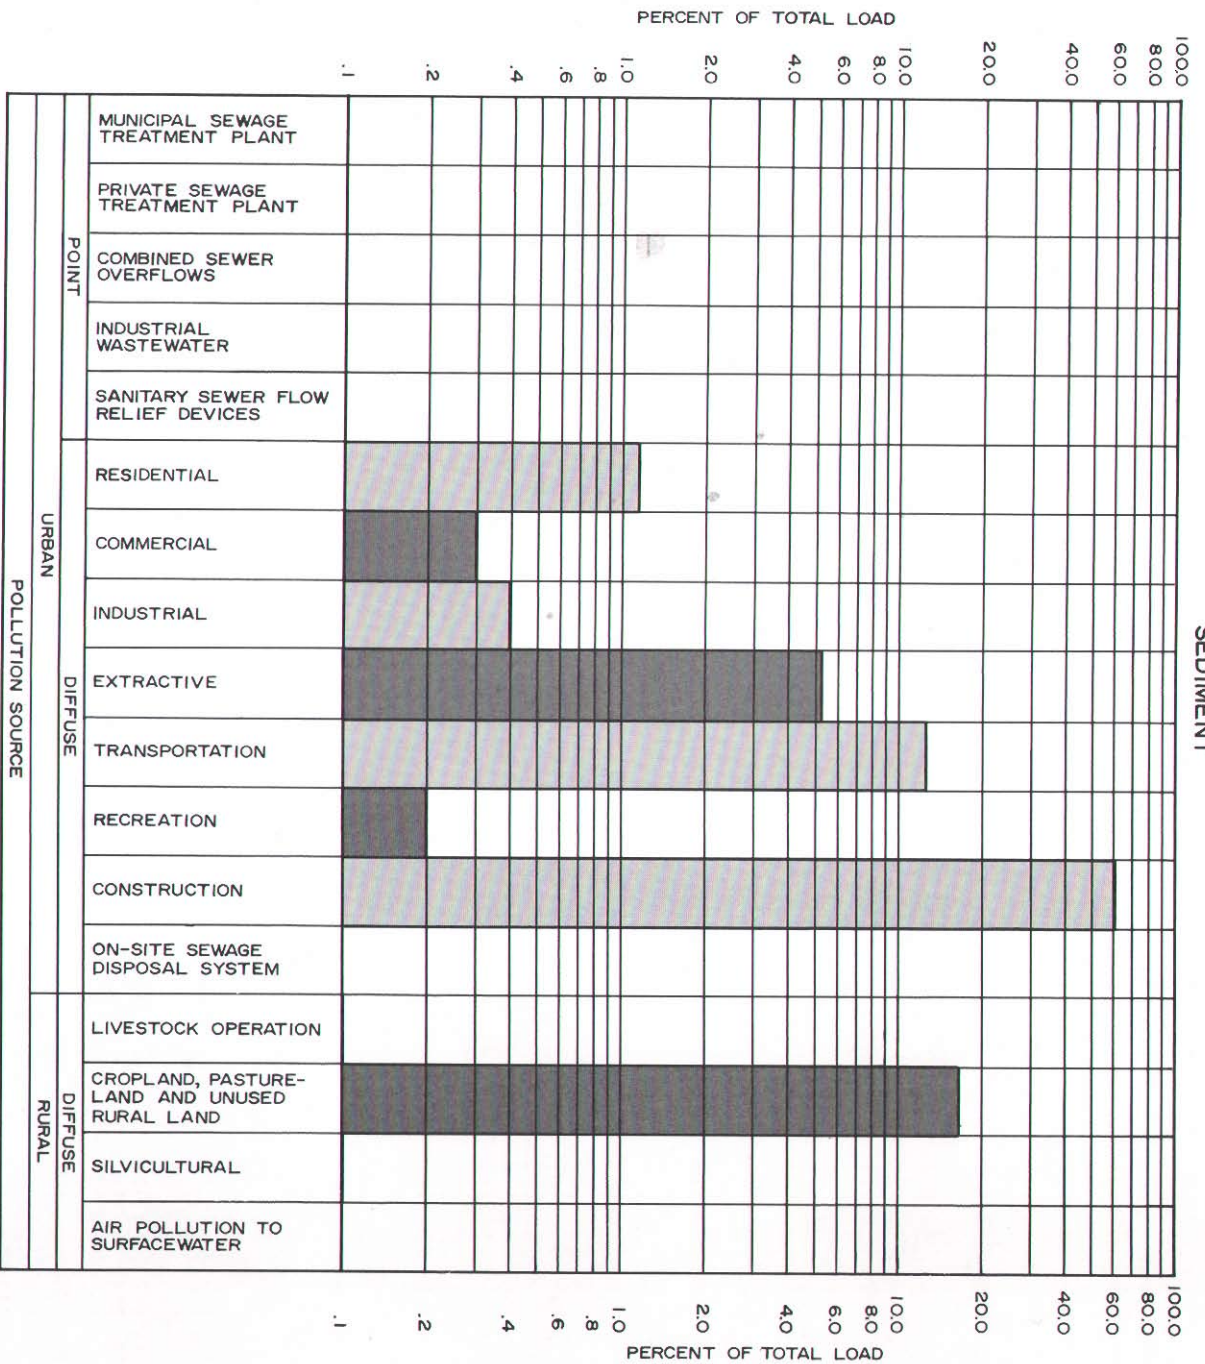 SEDIMENT
PERCENT OF TOTAL LOAD
.1
.2
.4
.6
.8
1.0
2.0
4.0
6.0
8.0
10.0
20.0
40.0
60.0
80.0
100.0
MUNICIPAL SEWAGE
TREATMENT PLANT
PRIVATE SEWAGE
TREATMENT PLANT
COMBINED SEWER
OVERFLOWS
INDUSTRIAL
WASTEWATER
SANITARY SEWER FLOW
RELIEF DEVICES
RESIDENTIAL
COMMERCIAL
INDUSTRIAL
EXTRACTIVE
TRANSPORTATION
RECREATION
CONSTRUCTION
ON-SITE SEWAGE
DISPOSAL SYSTEM
LIVESTOCK OPERATION
CROPLAND, PASTURE-
LAND AND UNUSED
RURAL LAND
SILVICULTURAL
AIR POLLUTION TO
SURFACEWATER
POINT
DIFFUSE
DIFFUSE
URBAN
RURAL
POLLUTION SOURCE
.1
.2
.4
.6
.8
1.0
2.0
4.0
6.0
8.0
10.0
20.0
40.0
60.0
80.0
100.0
PERCENT OF TOTAL LOAD